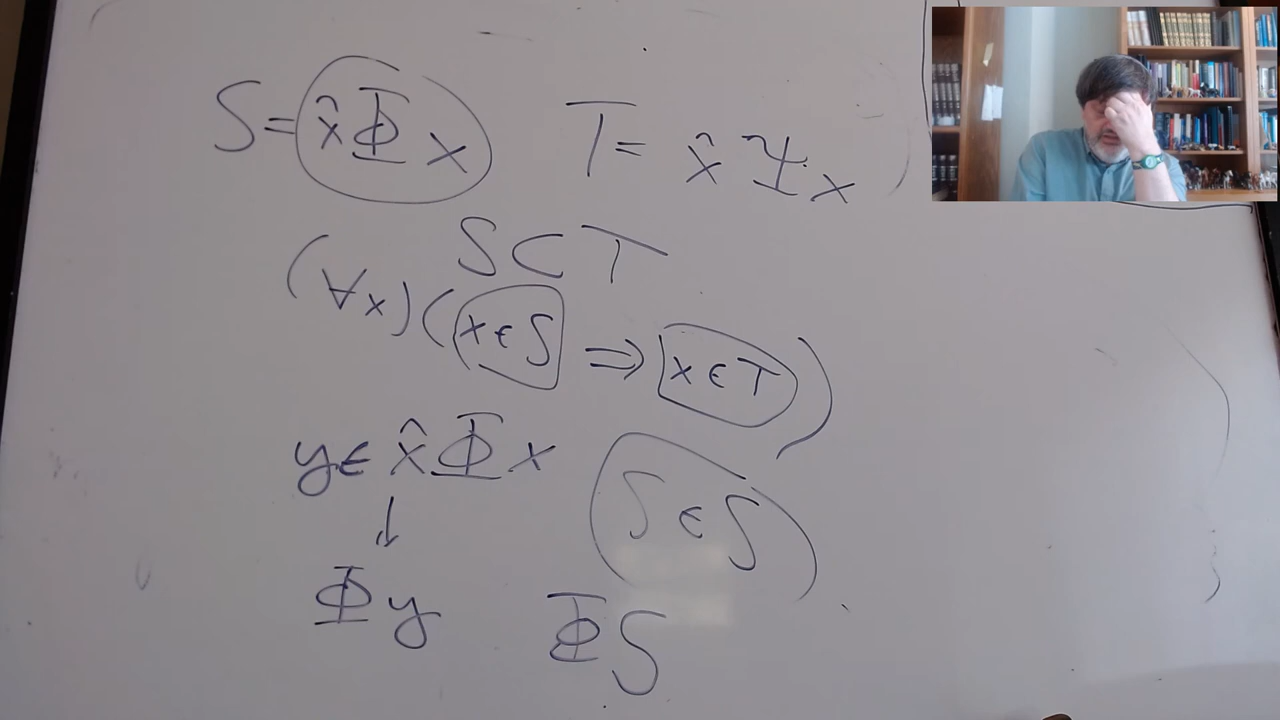 S = x̂Φx T = x̂Ψx
S ⊂ T
(∀x)(x∈S ⇒ x∈T)
y∈x̂Φx
↓ S∈S
Φy ΦS